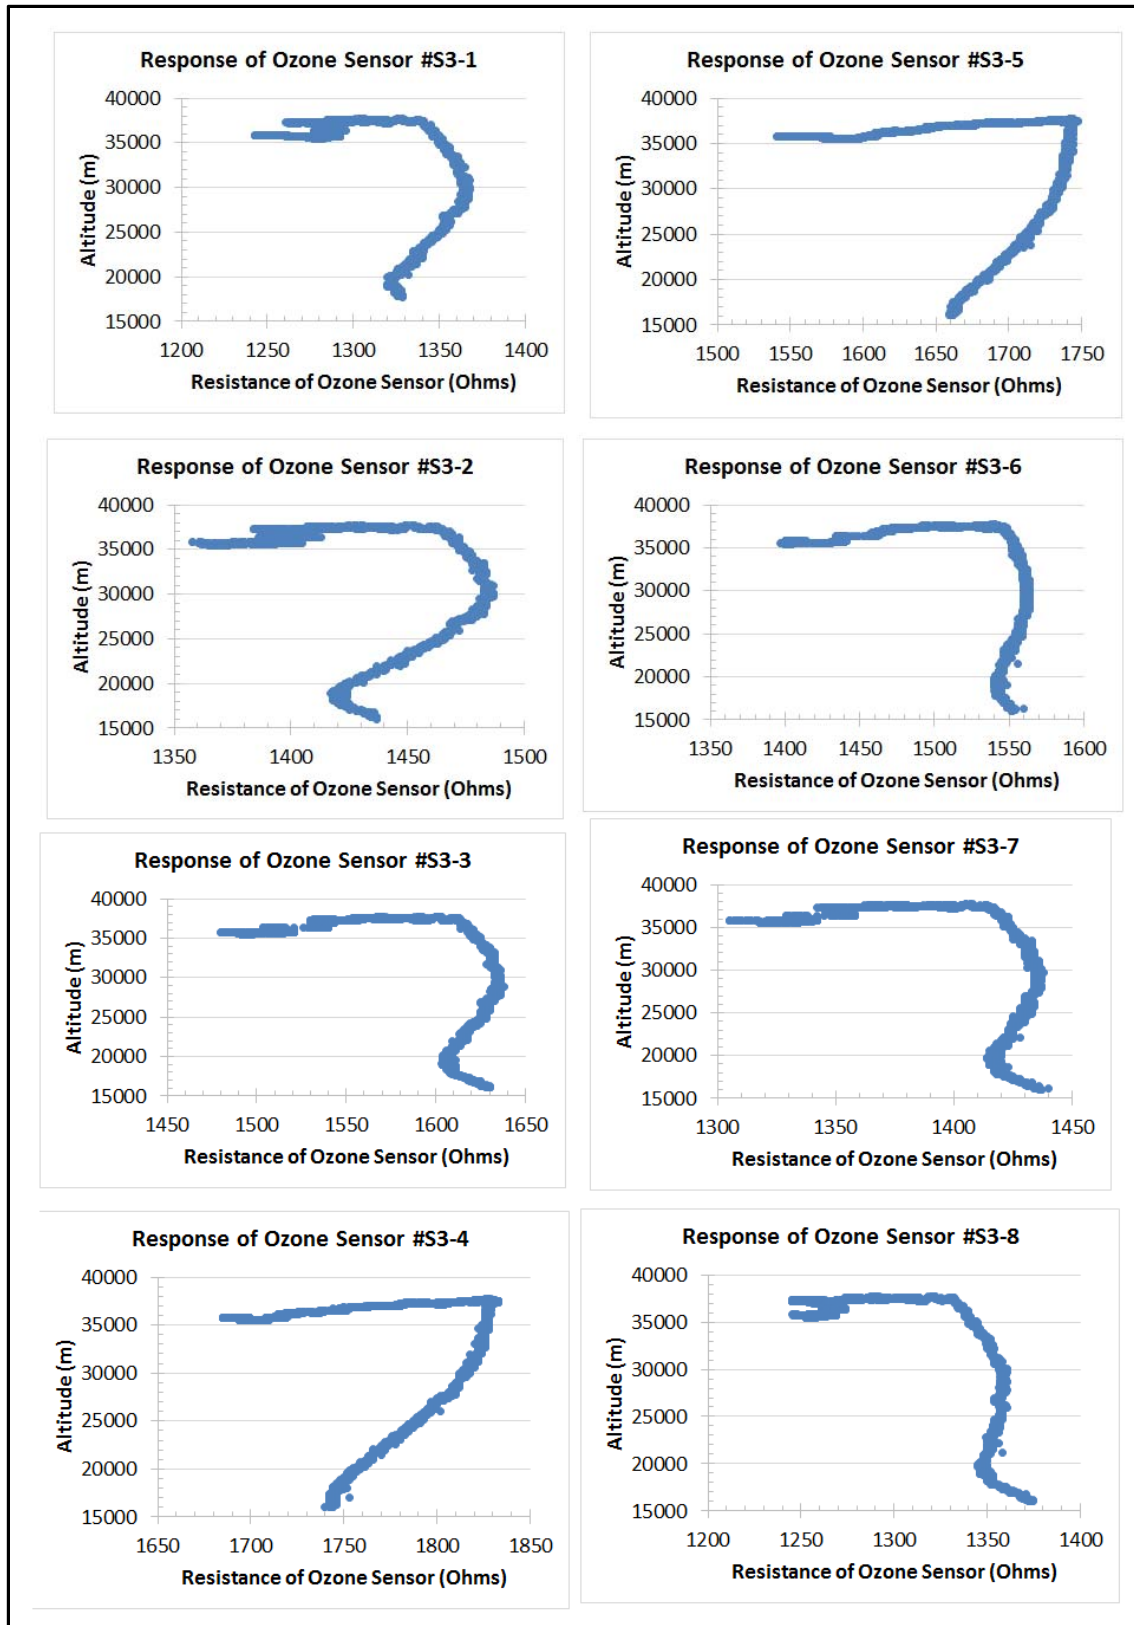 Response of Ozone Sensor #S3-1
40000
35000
30000
25000
20000
15000
Altitude (m)
1200 1250 1300 1350 1400
Resistance of Ozone Sensor (Ohms)
Response of Ozone Sensor #S3-5
40000
35000
30000
25000
20000
15000
Altitude (m)
1500 1550 1600 1650 1700 1750
Resistance of Ozone Sensor (Ohms)
Response of Ozone Sensor #S3-2
40000
35000
30000
25000
20000
15000
Altitude (m)
1350 1400 1450 1500
Resistance of Ozone Sensor (Ohms)
Response of Ozone Sensor #S3-6
40000
35000
30000
25000
20000
15000
Altitude (m)
1350 1400 1450 1500 1550 1600
Resistance of Ozone Sensor (Ohms)
Response of Ozone Sensor #S3-3
40000
35000
30000
25000
20000
15000
Altitude (m)
1450 1500 1550 1600 1650
Resistance of Ozone Sensor (Ohms)
Response of Ozone Sensor #S3-7
40000
35000
30000
25000
20000
15000
Altitude (m)
1300 1350 1400 1450
Resistance of Ozone Sensor (Ohms)
Response of Ozone Sensor #S3-4
40000
35000
30000
25000
20000
15000
Altitude (m)
1650 1700 1750 1800 1850
Resistance of Ozone Sensor (Ohms)
Response of Ozone Sensor #S3-8
40000
35000
30000
25000
20000
15000
Altitude (m)
1200 1250 1300 1350 1400
Resistance of Ozone Sensor (Ohms)